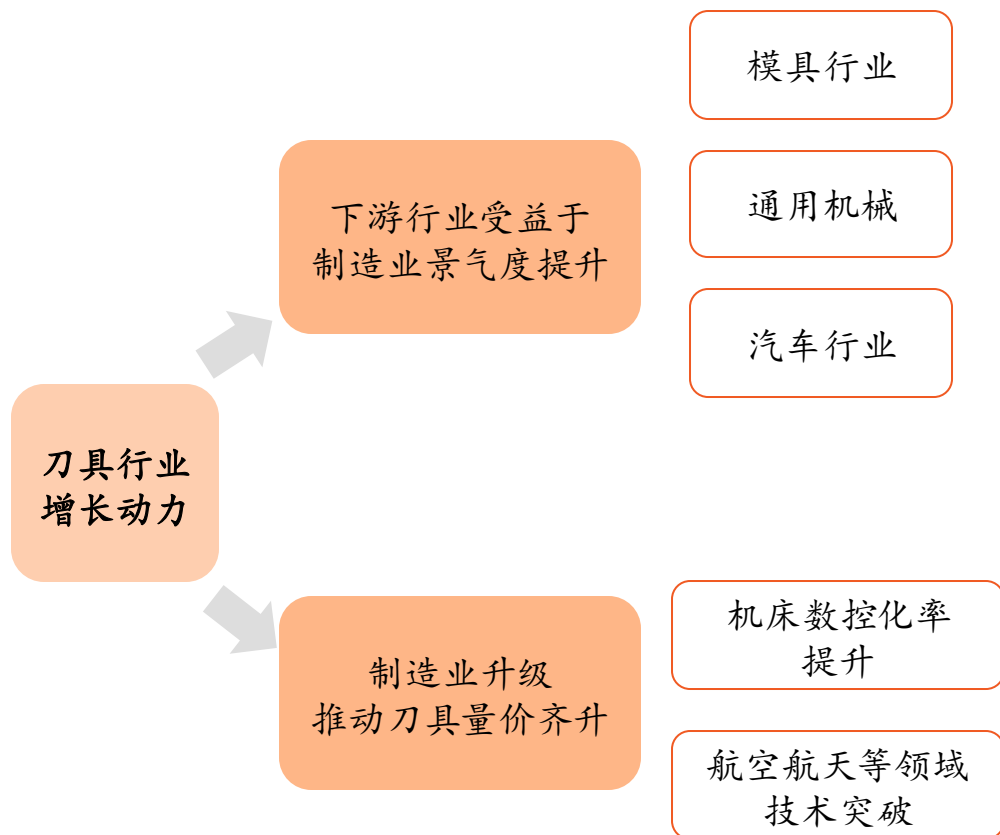 刀具行业
增长动力
下游行业受益于
制造业景气度提升
模具行业
通用机械
汽车行业
制造业升级
推动刀具量价齐升
机床数控化率
提升
航空航天等领域
技术突破